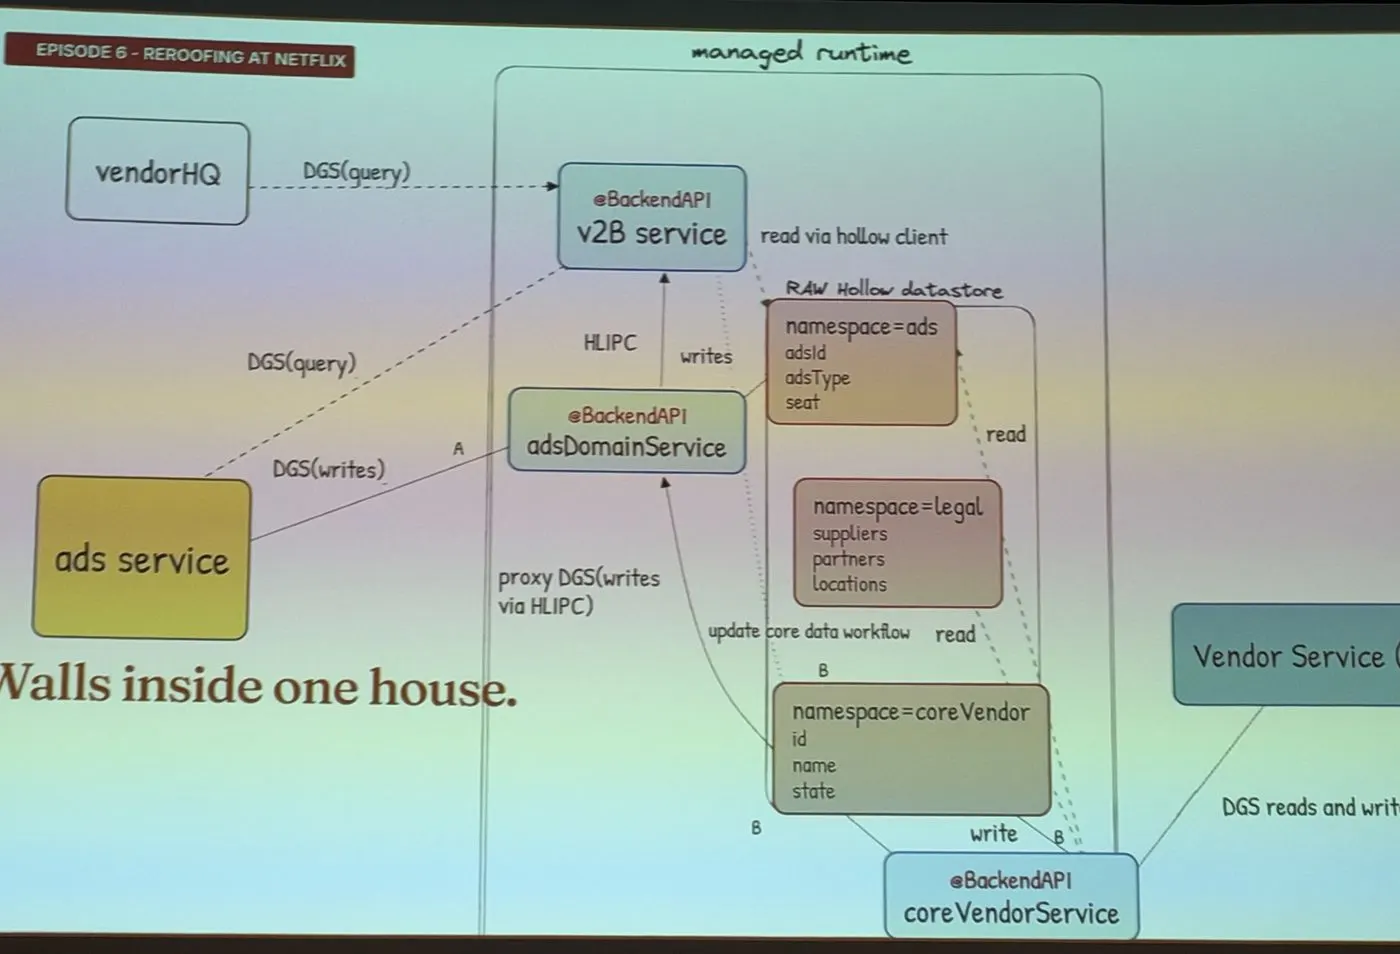 EPISODE 6 - REROOFING AT NETFLIX
managed runtime
vendorHQ
DGS(query)
@BackendAPI
v2B service
read via hollow client
RAW Hollow datastore
namespace=ads
adsId
adsType
seat
HLIPC
writes
DGS(query)
@BackendAPI
adsDomainService
read
A
DGS(writes)
ads service
namespace=legal
suppliers
partners
locations
proxy DGS(writes
via HLIPC)
update core data workflow
read
B
Vendor Service (
Walls inside one house.
namespace=coreVendor
id
name
state
DGS reads and writ
B
write
B
@BackendAPI
coreVendorService